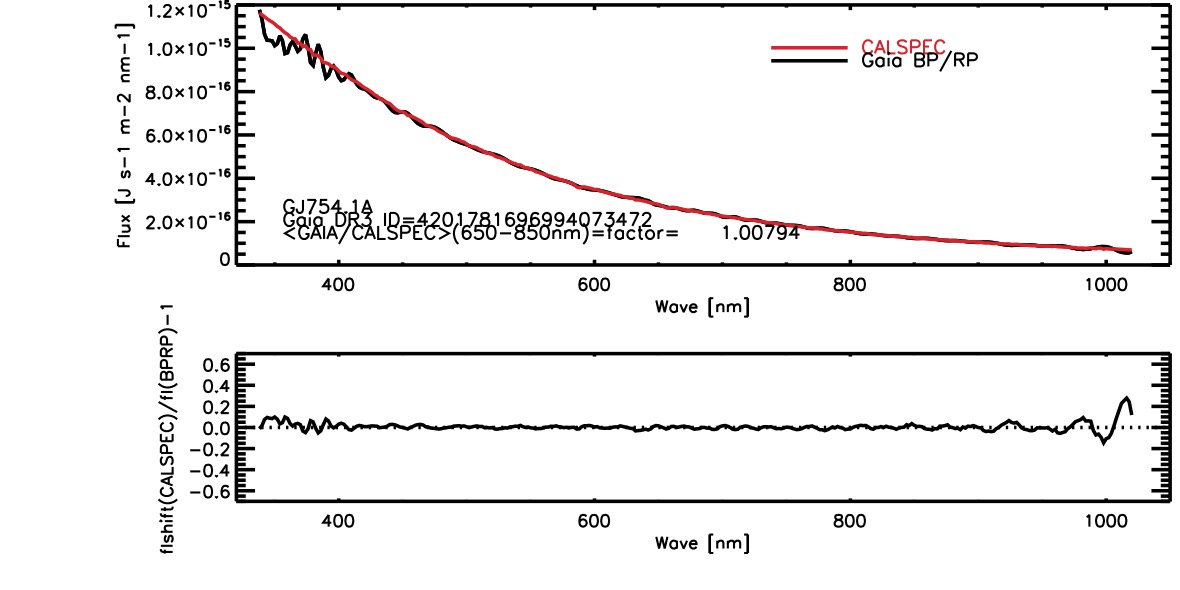 Flux [J s-1 m-2 nm-1]
1.2×10⁻¹⁵
1.0×10⁻¹⁵
8.0×10⁻¹⁶
6.0×10⁻¹⁶
4.0×10⁻¹⁶
2.0×10⁻¹⁶
0
CALSPEC
Gaia BP/RP
GJ754.1A
Gaia DR3 ID=4201781696994073472
<GAIA/CALSPEC>(650-850nm)=factor= 1.00794
400 600 800 1000
Wave [nm]
flshift(CALSPEC)/fl(BPRP)-1
0.6
0.4
0.2
0.0
-0.2
-0.4
-0.6
400 600 800 1000
Wave [nm]